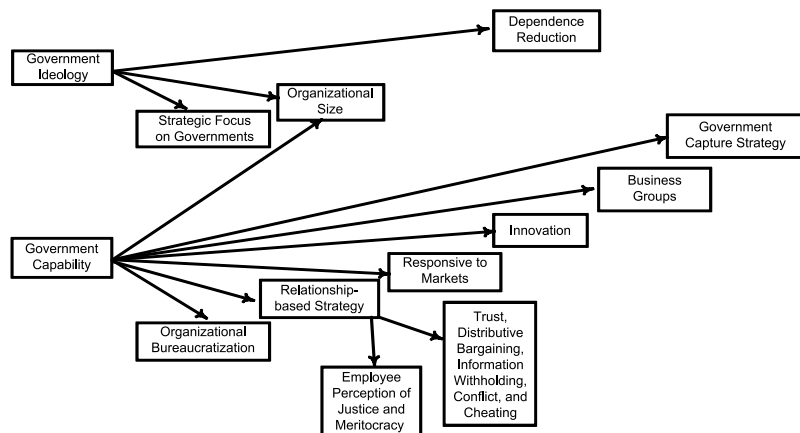 Dependence
Reduction
Government
Ideology
Organizational
Size
Strategic Focus
on Governments
Government
Capture Strategy
Business
Groups
Innovation
Government
Capability
Responsive to
Markets
Relationship-
based Strategy
Organizational
Bureaucratization
Trust,
Distributive
Bargaining,
Information
Withholding,
Conflict, and
Cheating
Employee
Perception of
Justice and
Meritocracy